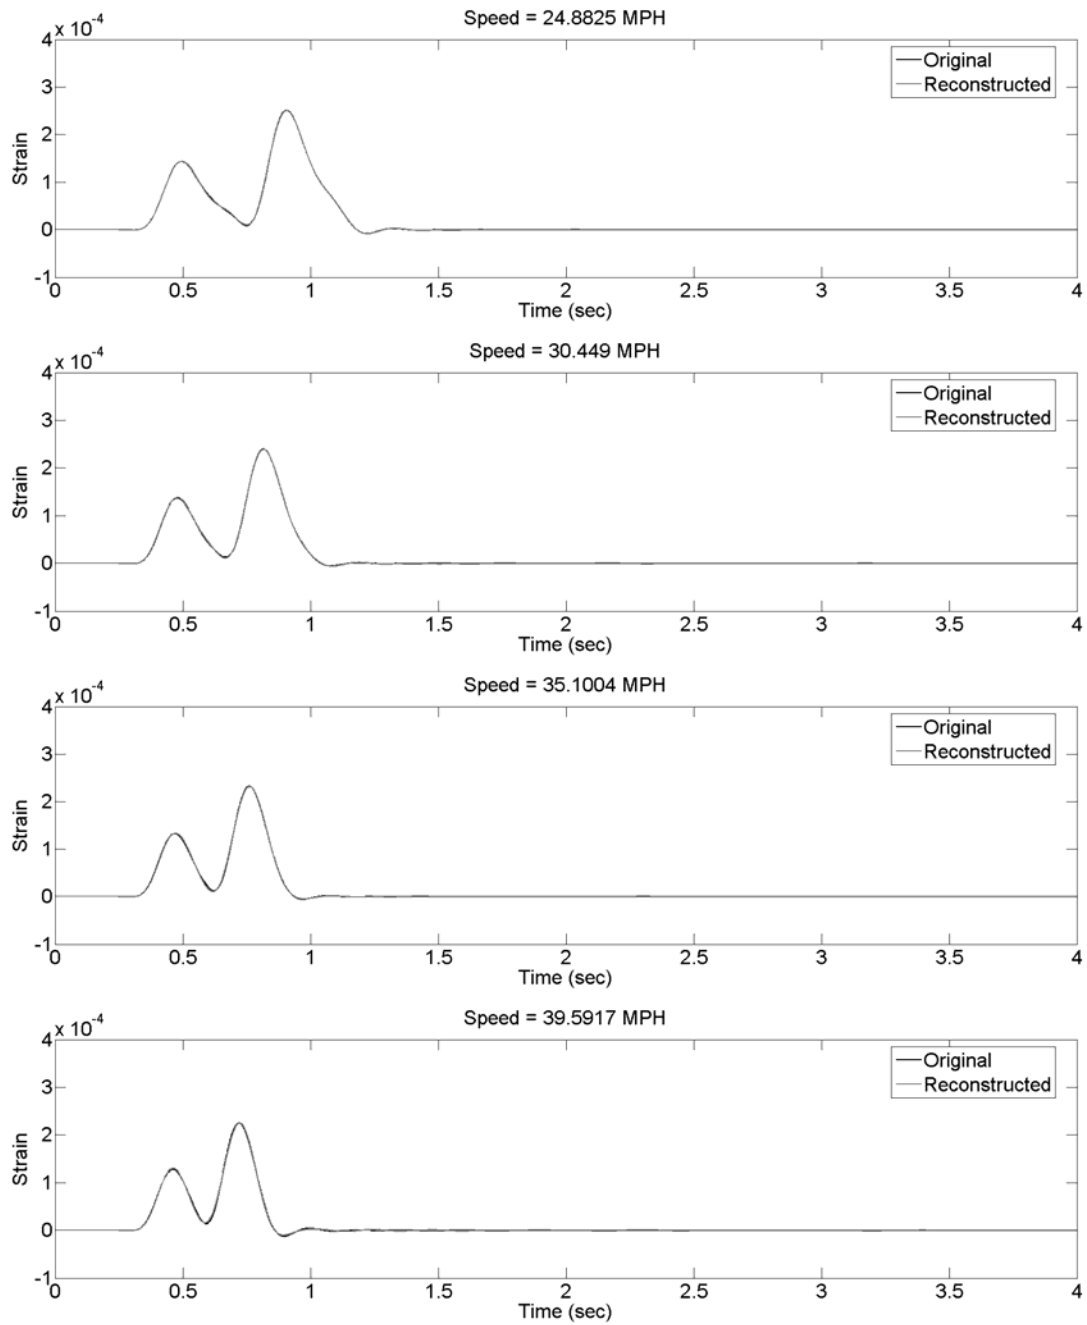 Speed = 24.8825 MPH
x 10-4
4
3
2
1
0
-1
Strain
Original
Reconstructed
0 0.5 1 1.5 2 2.5 3 3.5 4
Time (sec)
Speed = 30.449 MPH
x 10-4
4
3
2
1
0
-1
Strain
Original
Reconstructed
0 0.5 1 1.5 2 2.5 3 3.5 4
Time (sec)
Speed = 35.1004 MPH
x 10-4
4
3
2
1
0
-1
Strain
Original
Reconstructed
0 0.5 1 1.5 2 2.5 3 3.5 4
Time (sec)
Speed = 39.5917 MPH
x 10-4
4
3
2
1
0
-1
Strain
Original
Reconstructed
0 0.5 1 1.5 2 2.5 3 3.5 4
Time (sec)